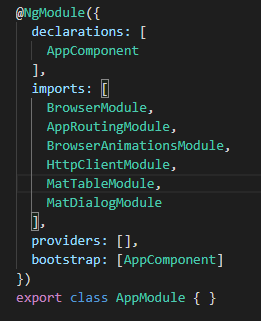 @NgModule({
  declarations: [
    AppComponent
  ],
  imports: [
    BrowserModule,
    AppRoutingModule,
    BrowserAnimationsModule,
    HttpClientModule,
    MatTableModule,
    MatDialogModule
  ],
  providers: [],
  bootstrap: [AppComponent]
})
export class AppModule { }